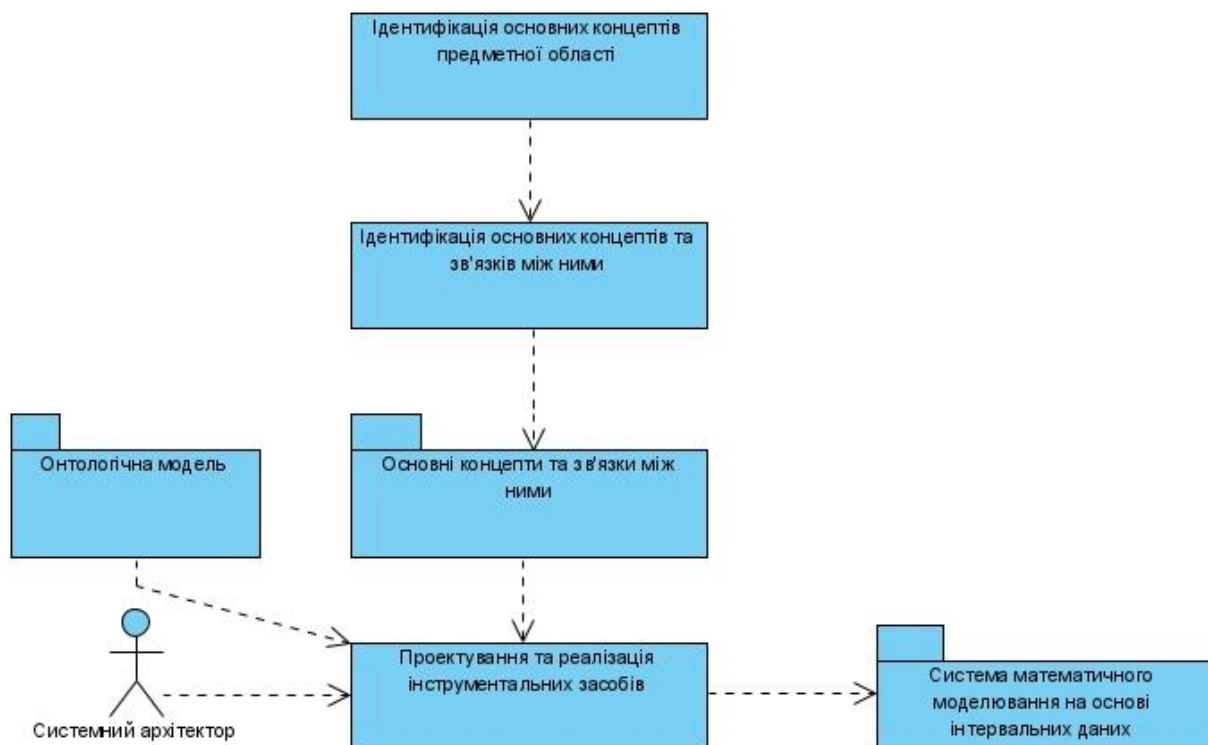 Ідентифікація основних концептів
предметної області
Ідентифікація основних концептів та
зв'язків між ними
Онтологічна модель
Основні концепти та зв'язки між
ними
Системний архітектор
Проектування та реалізація
інструментальних засобів
Система математичного
моделювання на основі
інтервальних даних